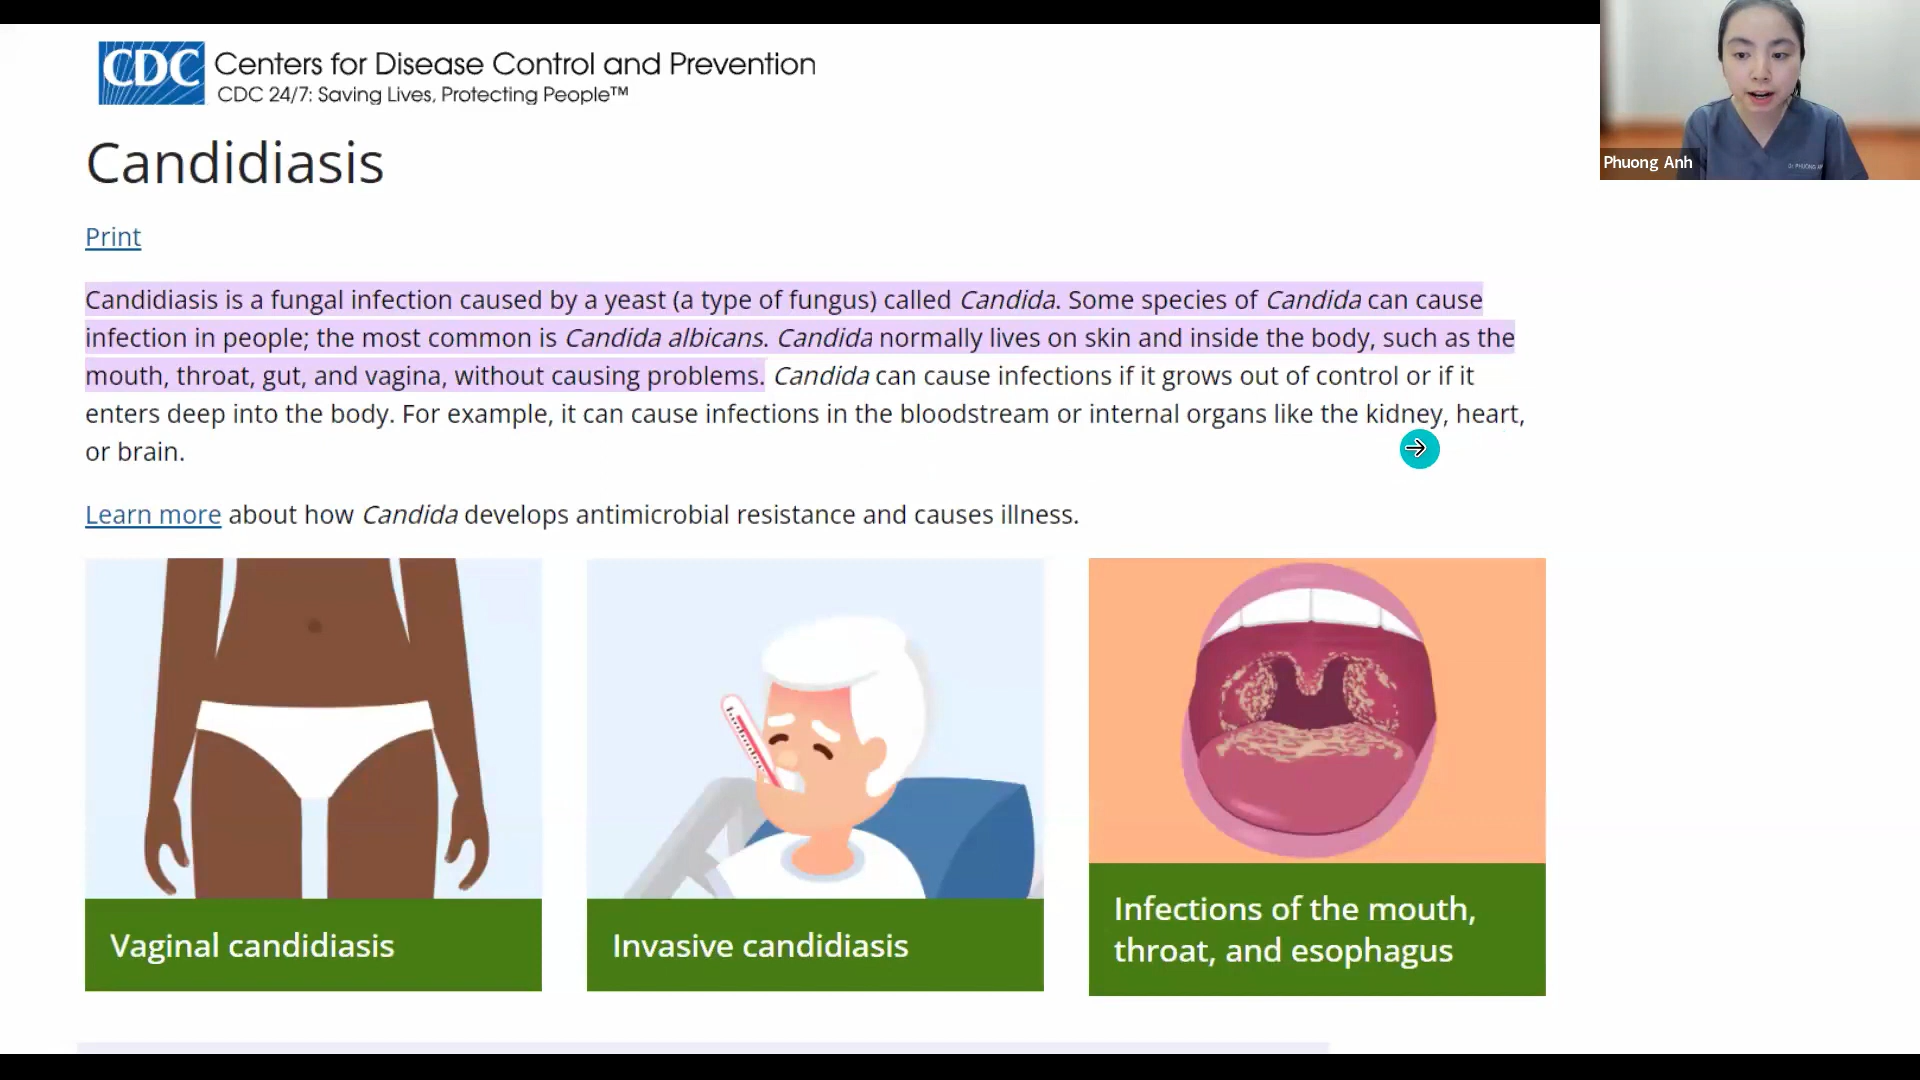 CDC Centers for Disease Control and Prevention
CDC 24/7: Saving Lives, Protecting People™
Phuong Anh
Candidiasis
Print
Candidiasis is a fungal infection caused by a yeast (a type of fungus) called Candida. Some species of Candida can cause
infection in people; the most common is Candida albicans. Candida normally lives on skin and inside the body, such as the
mouth, throat, gut, and vagina, without causing problems. Candida can cause infections if it grows out of control or if it
enters deep into the body. For example, it can cause infections in the bloodstream or internal organs like the kidney, heart,
or brain.
Learn more about how Candida develops antimicrobial resistance and causes illness.
Vaginal candidiasis
Invasive candidiasis
Infections of the mouth,
throat, and esophagus